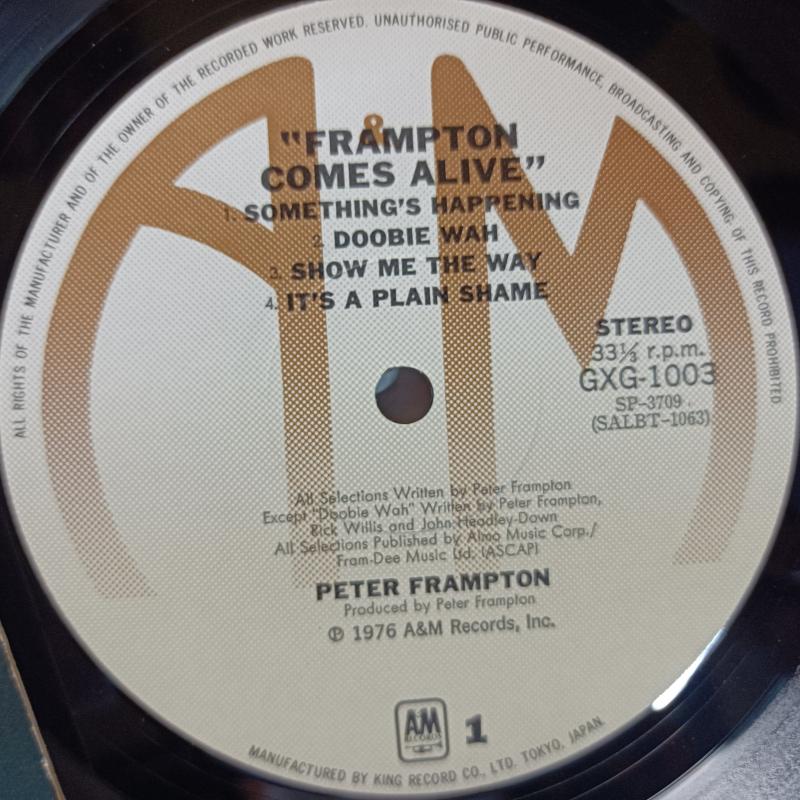 ALL RIGHTS OF THE MANUFACTURER AND OF THE OWNER OF THE RECORDED WORK RESERVED. UNAUTHORISED PUBLIC PERFORMANCE, BROADCASTING AND COPYING OF THIS RECORD PROHIBITED
A&M
"FRAMPTON
COMES ALIVE"
1. SOMETHING'S HAPPENING
2. DOOBIE WAH
3. SHOW ME THE WAY
4. IT'S A PLAIN SHAME
STEREO
33⅓ r.p.m.
GXG-1003
SP-3709.
(SALBT-1063)
All Selections Written by Peter Frampton
Except "Doobie Wah" Written by Peter Frampton,
Rick Willis and John Headley-Down
All Selections Published by Almo Music Corp./
Fram-Dee Music Ltd. (ASCAP)
PETER FRAMPTON
Produced by Peter Frampton
℗ 1976 A&M Records, Inc.
AM
RECORDS
1
MANUFACTURED BY KING RECORD CO., LTD. TOKYO, JAPAN.